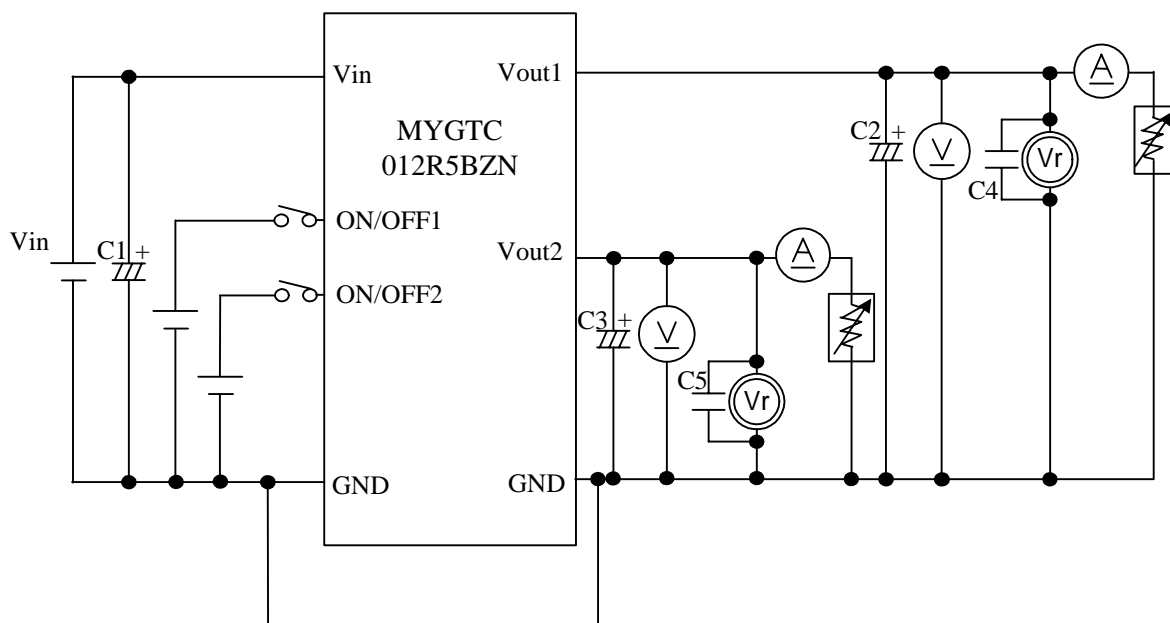 Vin
Vout1
A
MYGTC
012R5BZN
C2 +
V
Vr
C4
ON/OFF1
Vin
C1 +
Vout2
A
ON/OFF2
C3 +
V
C5
Vr
GND
GND